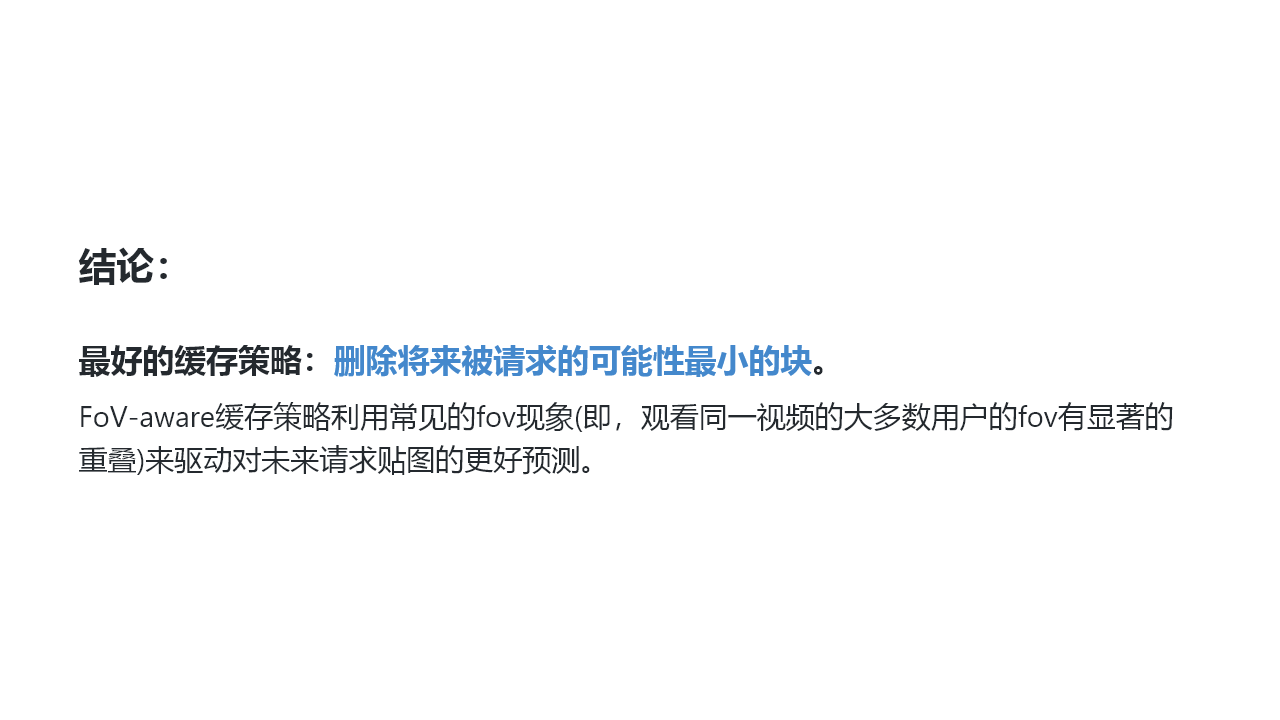 结论：
最好的缓存策略：删除将来被请求的可能性最小的块。
FoV-aware缓存策略利用常见的fov现象(即，观看同一视频的大多数用户的fov有显著的
重叠)来驱动对未来请求贴图的更好预测。